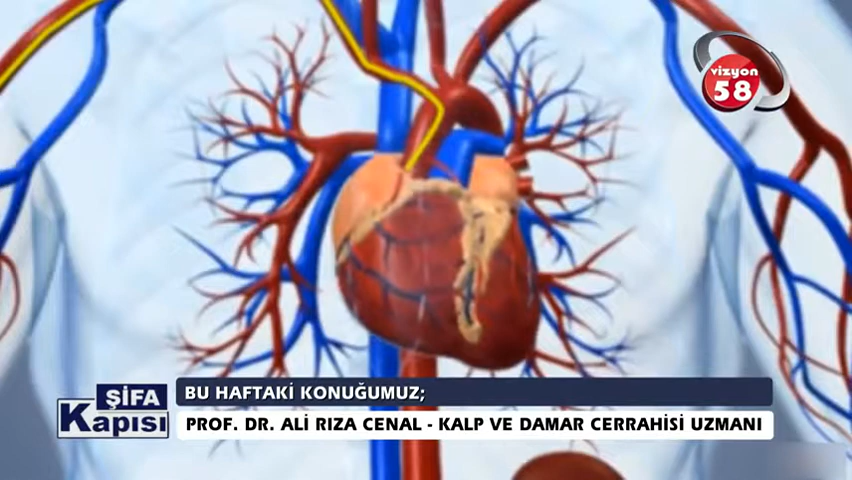 vizyon
58
ŞİFA
Kapısı
BU HAFTAKİ KONUĞUMUZ;
PROF. DR. ALİ RIZA CENAL - KALP VE DAMAR CERRAHİSİ UZMANI